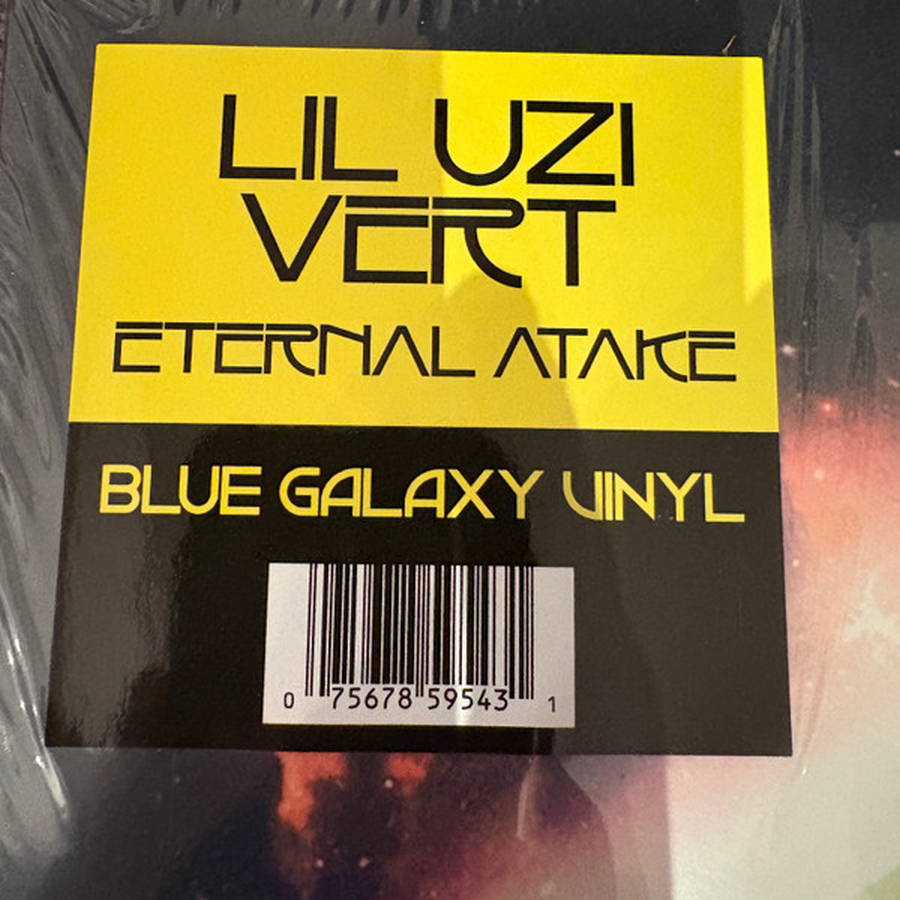 LIL UZI
VERT
ETERNAL ATAKE
BLUE GALAXY VINYL
0 75678 59543 1